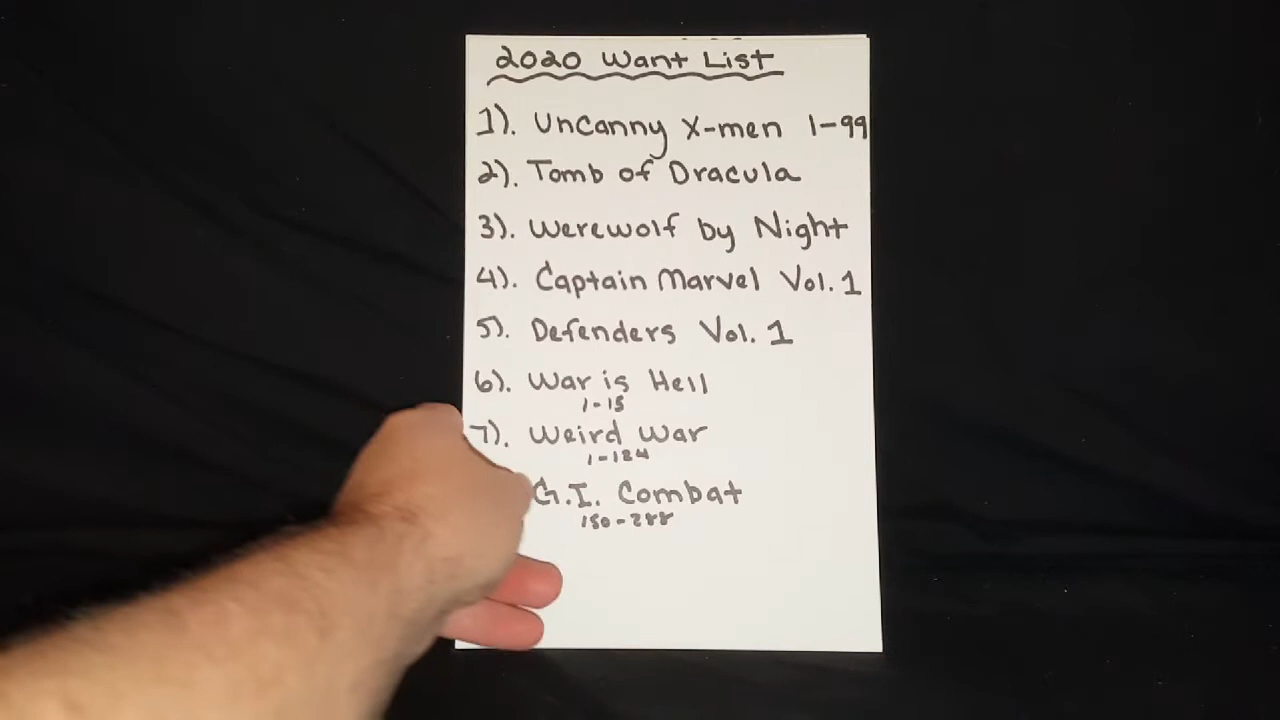 2020 Want List
1). Uncanny X-men 1-99
2). Tomb of Dracula
3). Werewolf by Night
4). Captain Marvel Vol. 1
5). Defenders Vol. 1
6). War is Hell
1-15
7). Weird War
1-124
G.I. Combat
150-288